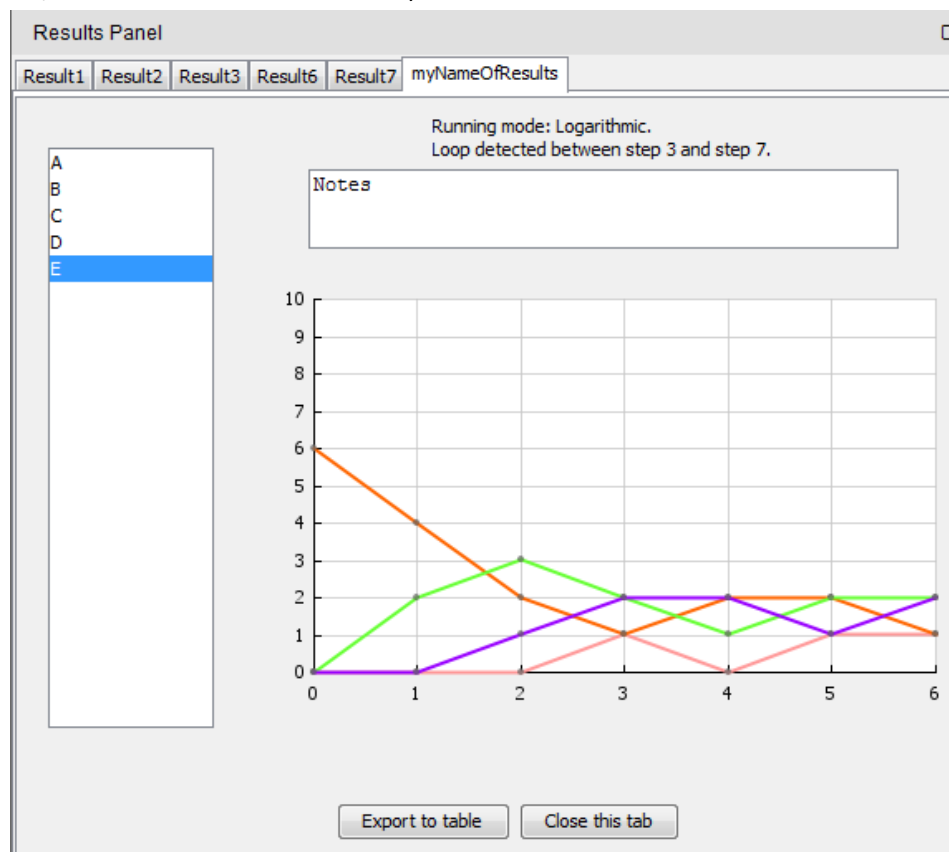 Results Panel
Result1 Result2 Result3 Result6 Result7 myNameOfResults
Running mode: Logarithmic.
Loop detected between step 3 and step 7.
A
B
C
D
E
Notes
10
9
8
7
6
5
4
3
2
1
0
0 1 2 3 4 5 6
Export to table Close this tab